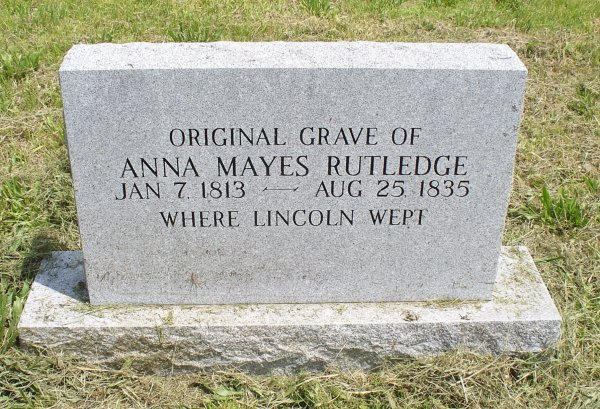 ORIGINAL GRAVE OF
ANNA MAYES RUTLEDGE
JAN 7, 1813 — AUG 25, 1835
WHERE LINCOLN WEPT